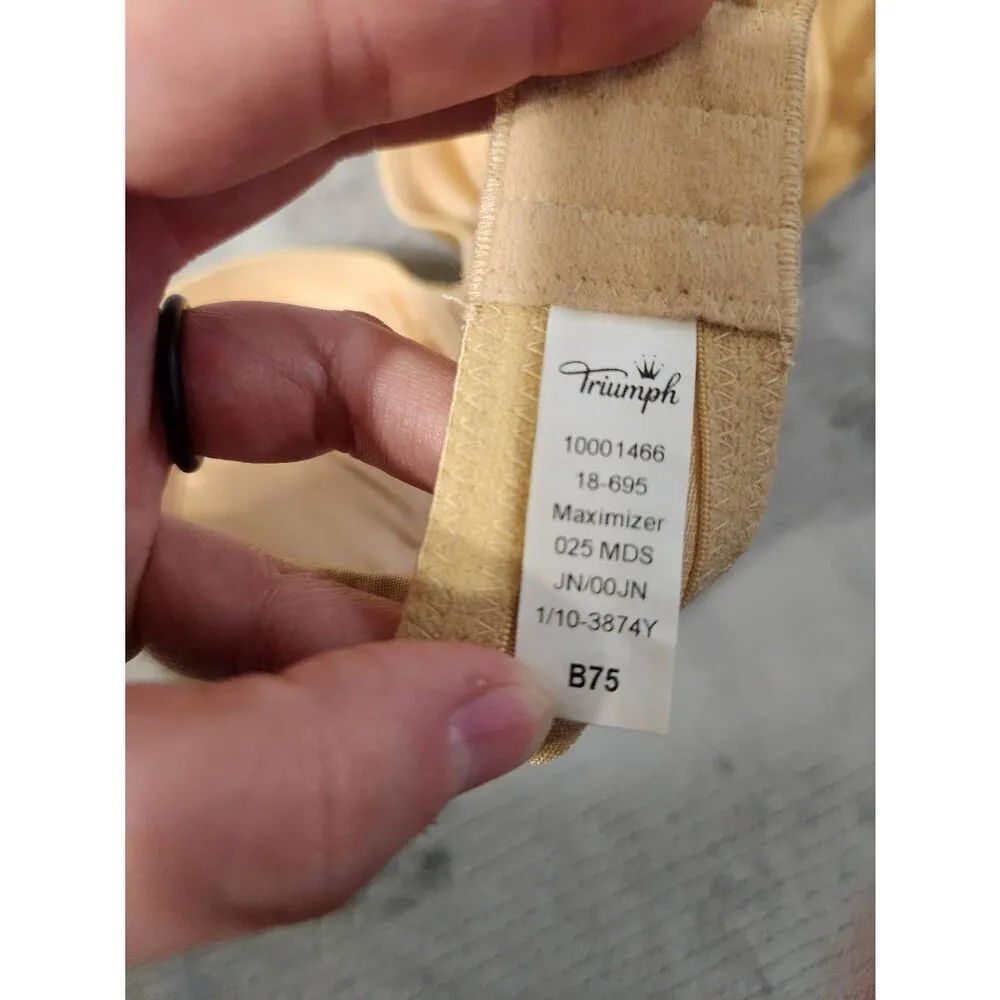 Triumph
10001466
18-695
Maximizer
025 MDS
JN/00JN
1/10-3874Y
B75